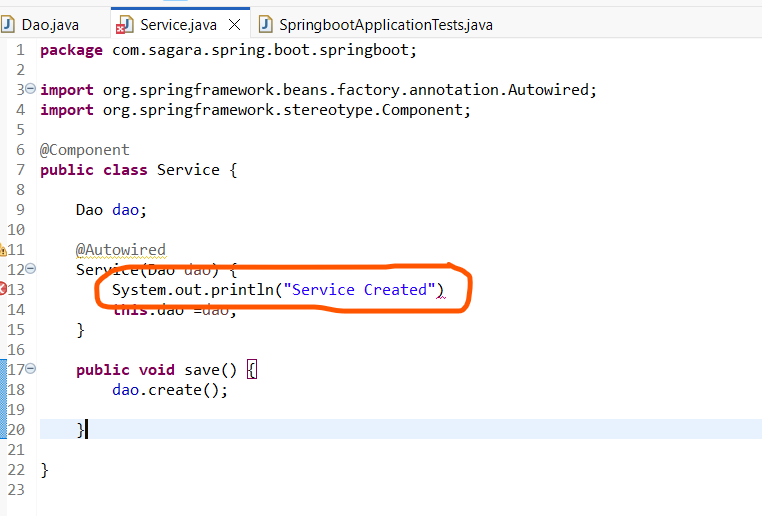 Dao.java Service.java SpringbootApplicationTests.java
1 package com.sagara.spring.boot.springboot;
2
3 import org.springframework.beans.factory.annotation.Autowired;
4 import org.springframework.stereotype.Component;
5
6 @Component
7 public class Service {
8
9 Dao dao;
10
11 @Autowired
12 Service(Dao dao) {
13 System.out.println("Service Created")
14 this.dao =dao;
15 }
16
17 public void save() {
18 dao.create();
19
20 }
21
22 }
23